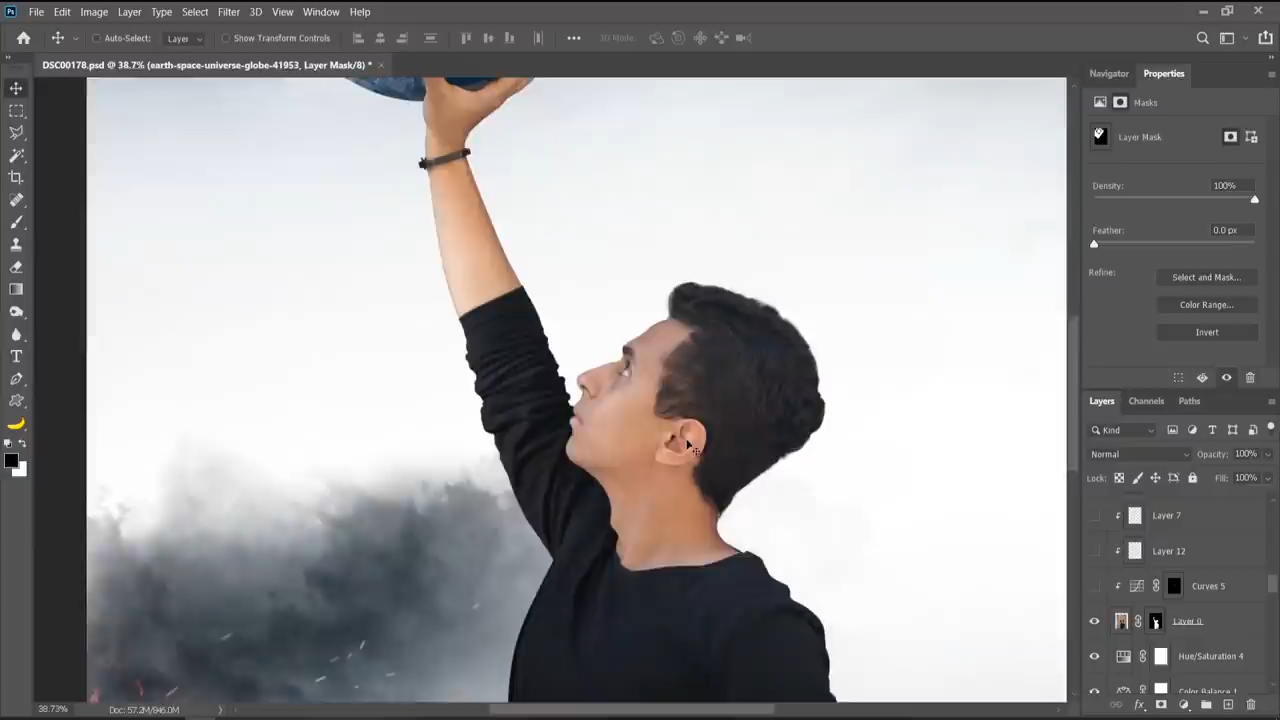 Ps File Edit Image Layer Type Select Filter 3D View Window Help
Auto-Select: Layer Show Transform Controls 3D Mode:
DSC00178.psd @ 38.7% (earth-space-universe-globe-41953, Layer Mask/8) *
Navigator Properties
Masks
Layer Mask
Density: 100%
Feather: 0.0 px
Refine: Select and Mask...
Color Range...
Invert
Layers Channels Paths
Kind
Normal Opacity: 100%
Lock: Fill: 100%
Layer 7
Layer 12
Curves 5
Layer 0
Hue/Saturation 4
Color Balance 1
38.73% Doc: 57.2M/946.0M
fx